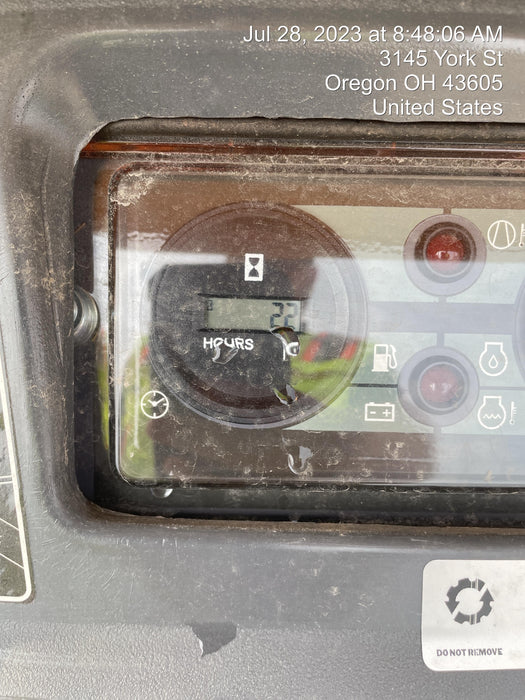 Jul 28, 2023 at 8:48:06 AM
3145 York St
Oregon OH 43605
United States
22
HOURS
DO NOT REMOVE